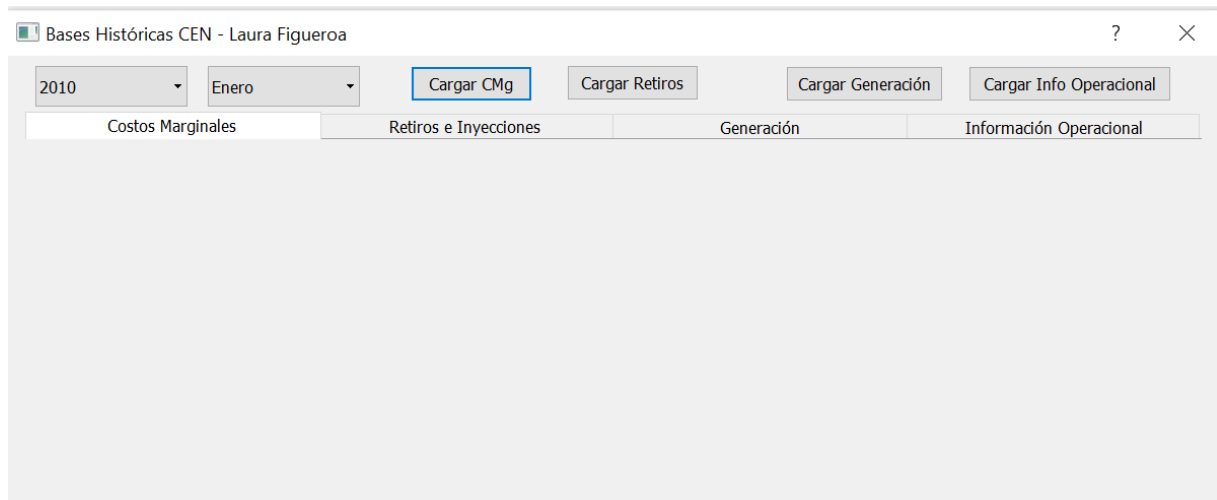 Bases Históricas CEN - Laura Figueroa ?
2010 Enero Cargar CMg Cargar Retiros Cargar Generación Cargar Info Operacional
Costos Marginales Retiros e Inyecciones Generación Información Operacional